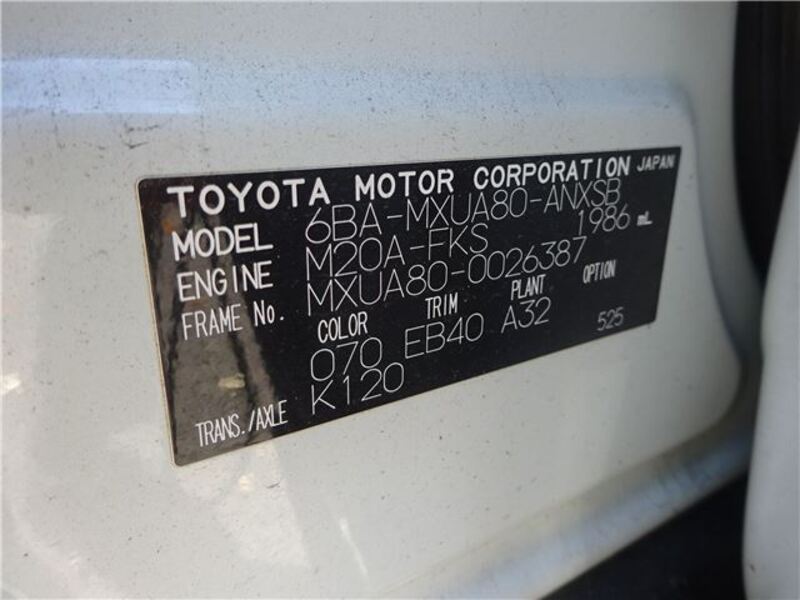 TOYOTA MOTOR CORPORATION JAPAN
MODEL 6BA-MXUA80-ANXSB
ENGINE M20A-FKS 1986 mL
FRAME No. MXUA80-0026387
COLOR TRIM PLANT OPTION
070 EB40 A32 525
TRANS./AXLE K120